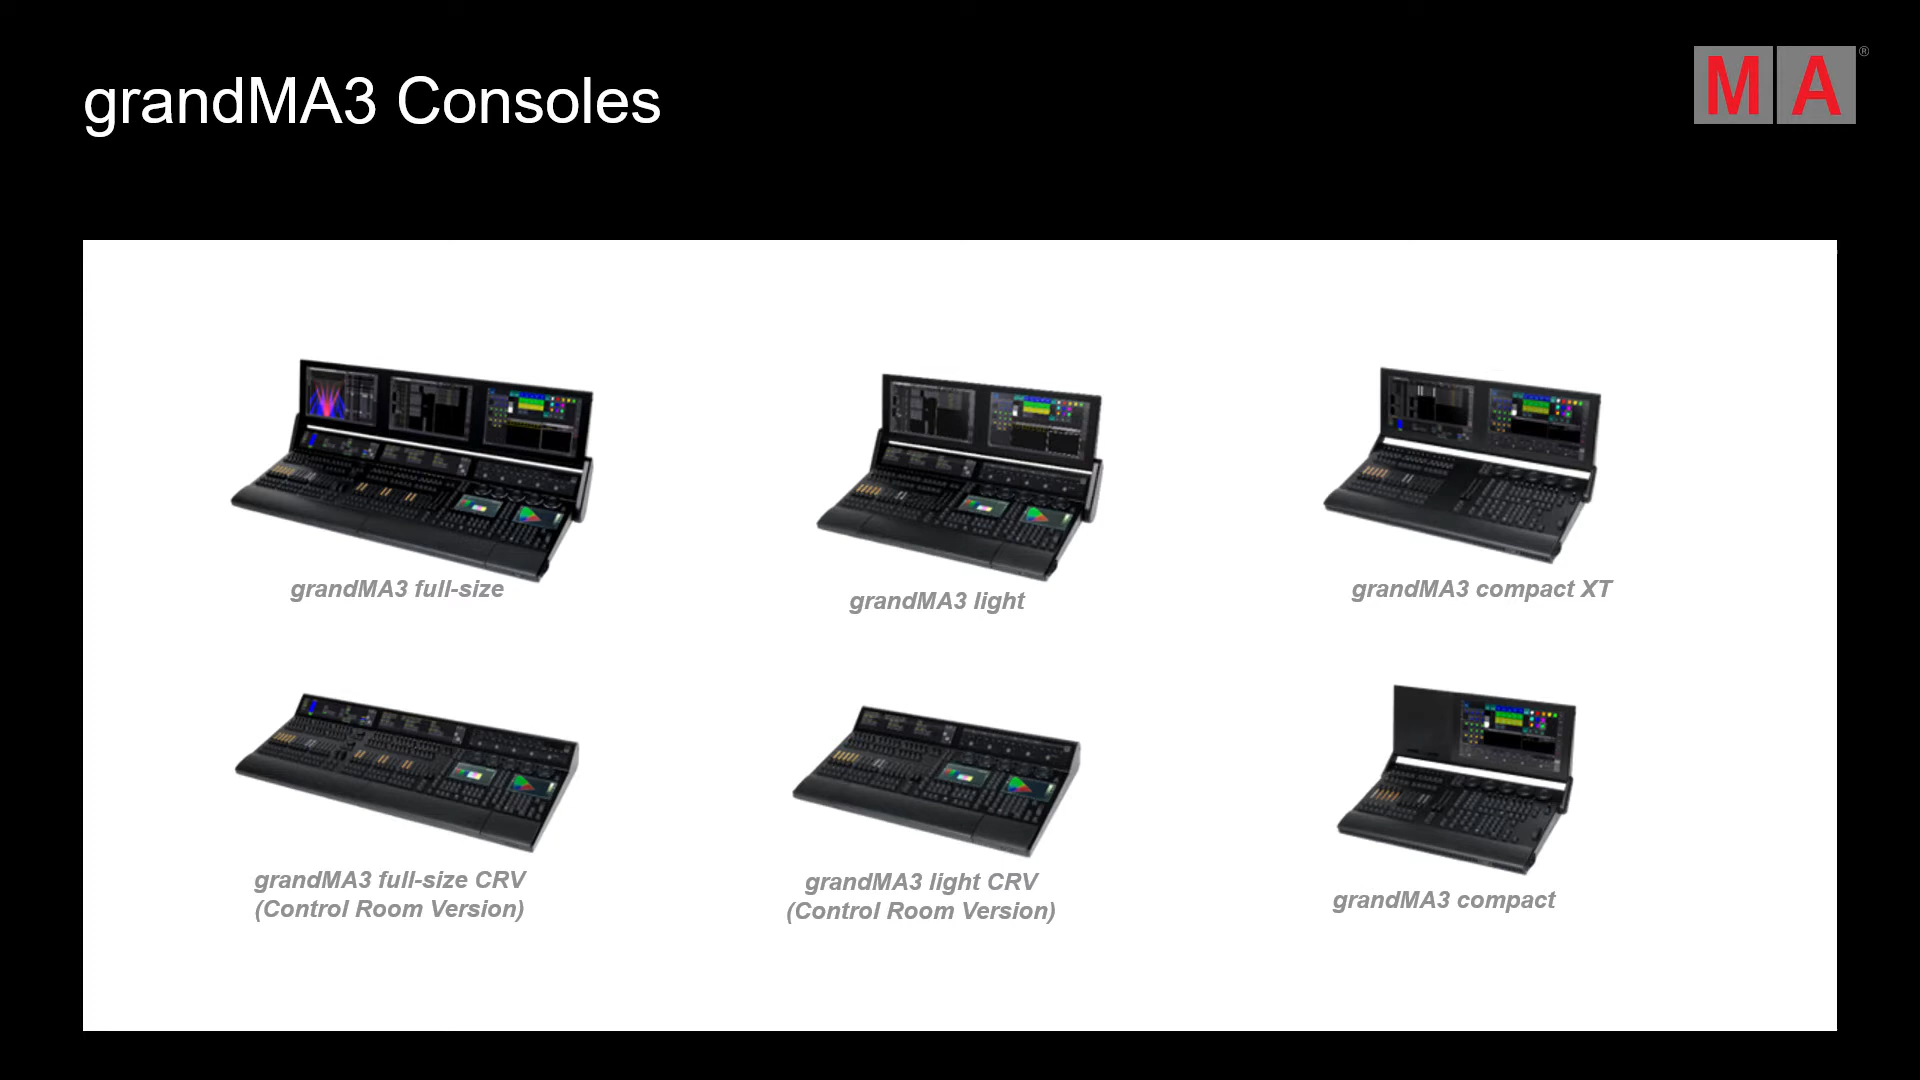 grandMA3 Consoles
MA®
grandMA3 full-size
grandMA3 light
grandMA3 compact XT
grandMA3 full-size CRV
(Control Room Version)
grandMA3 light CRV
(Control Room Version)
grandMA3 compact